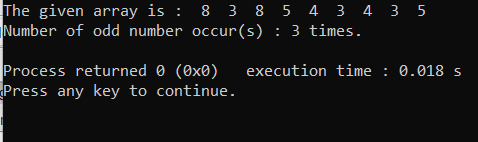 The given array is :  8  3  8  5  4  3  4  3  5
Number of odd number occur(s) : 3 times.
Process returned 0 (0x0)   execution time : 0.018 s
Press any key to continue.